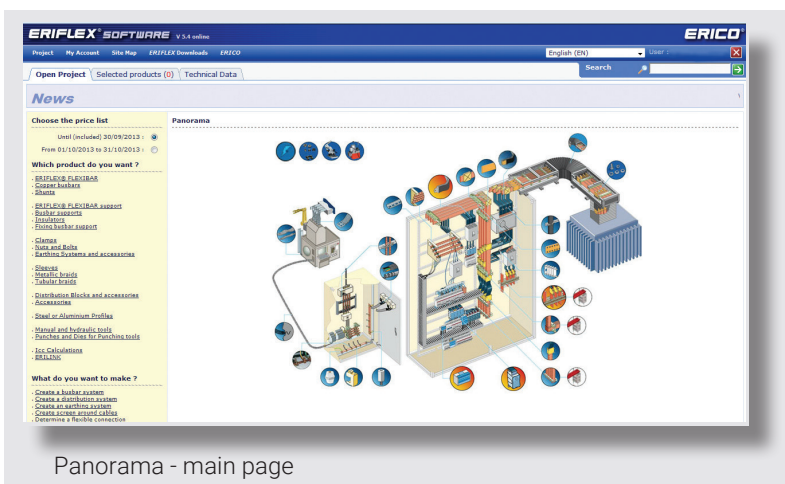 ERIFLEX® SOFTWARE V 5.4 online
ERICO®
Project My Account Site Map ERIFLEX Downloads ERICO
English (EN)
User :
Open Project Selected products (0) Technical Data
Search
News
Choose the price list
Until (included) 30/09/2013 :
From 01/10/2013 to 31/10/2013 :
Which product do you want ?
. ERIFLEX® FLEXIBAR
. Copper busbars
. Shunts
. ERIFLEX® FLEXIBAR support
. Busbar supports
. Insulators
. Fixing busbar support
. Clamps
. Nuts and Bolts
. Earthing Systems and accessories
. Sleeves
. Metallic braids
. Tubular braids
. Distribution Blocks and accessories
. Accessories
. Steel or Aluminium Profiles
. Manual and hydraulic tools
. Punches and Dies for Punching tools
. Icc Calculations
. ERILINK
What do you want to make ?
. Create a busbar system
. Create a distribution system
. Create an earthing system
. Create screen around cables
. Determine a flexible connection
Panorama
Panorama - main page